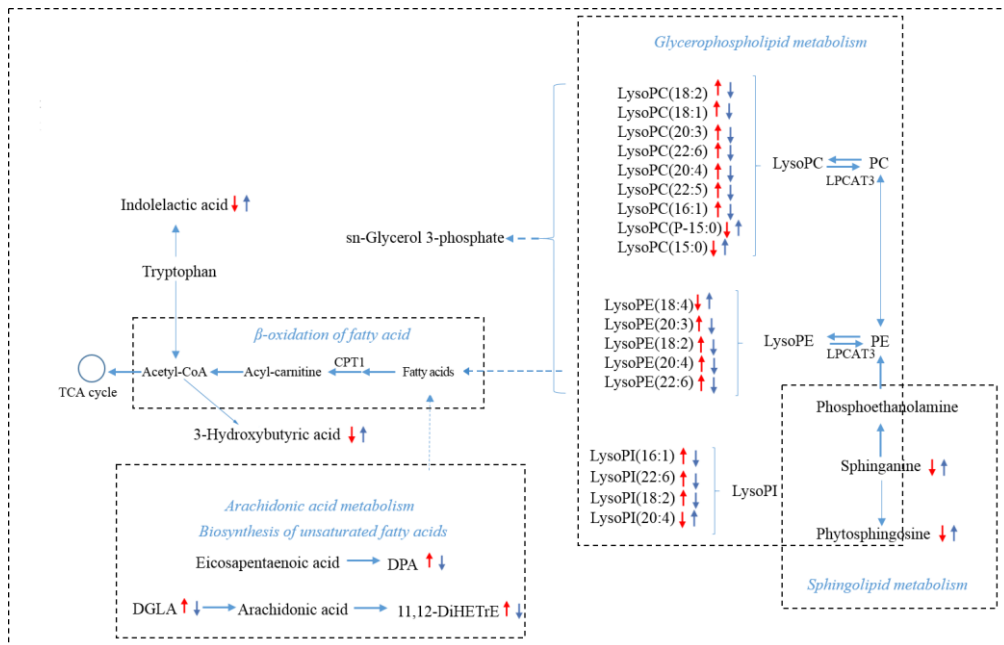 Glycerophospholipid metabolism
LysoPC(18:2)
LysoPC(18:1)
LysoPC(20:3)
LysoPC(22:6)
LysoPC(20:4)
LysoPC(22:5)
LysoPC(16:1)
LysoPC(P-15:0)
LysoPC(15:0)
LysoPC
PC
LPCAT3
Indolelactic acid
sn-Glycerol 3-phosphate
Tryptophan
LysoPE(18:4)
LysoPE(20:3)
LysoPE(18:2)
LysoPE(20:4)
LysoPE(22:6)
LysoPE
PE
LPCAT3
β-oxidation of fatty acid
TCA cycle
Acetyl-CoA
Acyl-carnitine
CPT1
Fatty acids
3-Hydroxybutyric acid
Phosphoethanolamine
Sphinganine
Phytosphingosine
Sphingolipid metabolism
LysoPI(16:1)
LysoPI(22:6)
LysoPI(18:2)
LysoPI(20:4)
LysoPI
Arachidonic acid metabolism
Biosynthesis of unsaturated fatty acids
Eicosapentaenoic acid
DPA
DGLA
Arachidonic acid
11,12-DiHETrE